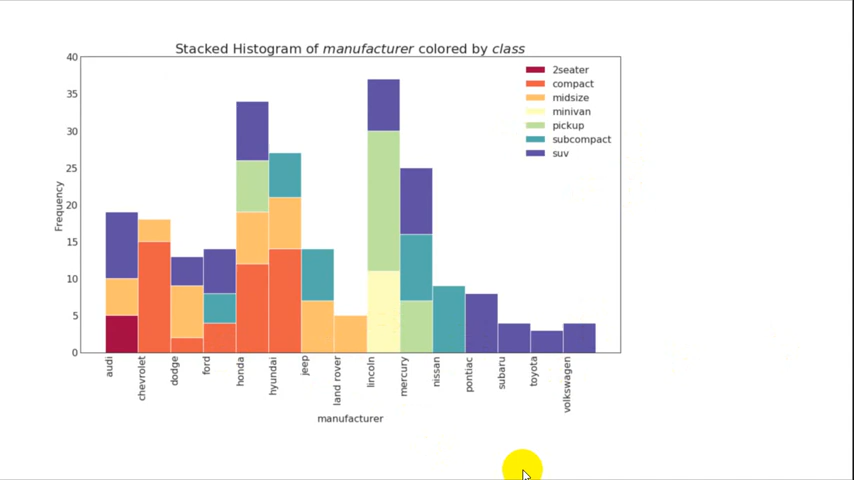 Stacked Histogram of manufacturer colored by class
40
35
30
25
20
15
10
5
0
Frequency
2seater
compact
midsize
minivan
pickup
subcompact
suv
audi
chevrolet
dodge
ford
honda
hyundai
jeep
land rover
lincoln
mercury
nissan
pontiac
subaru
toyota
volkswagen
manufacturer